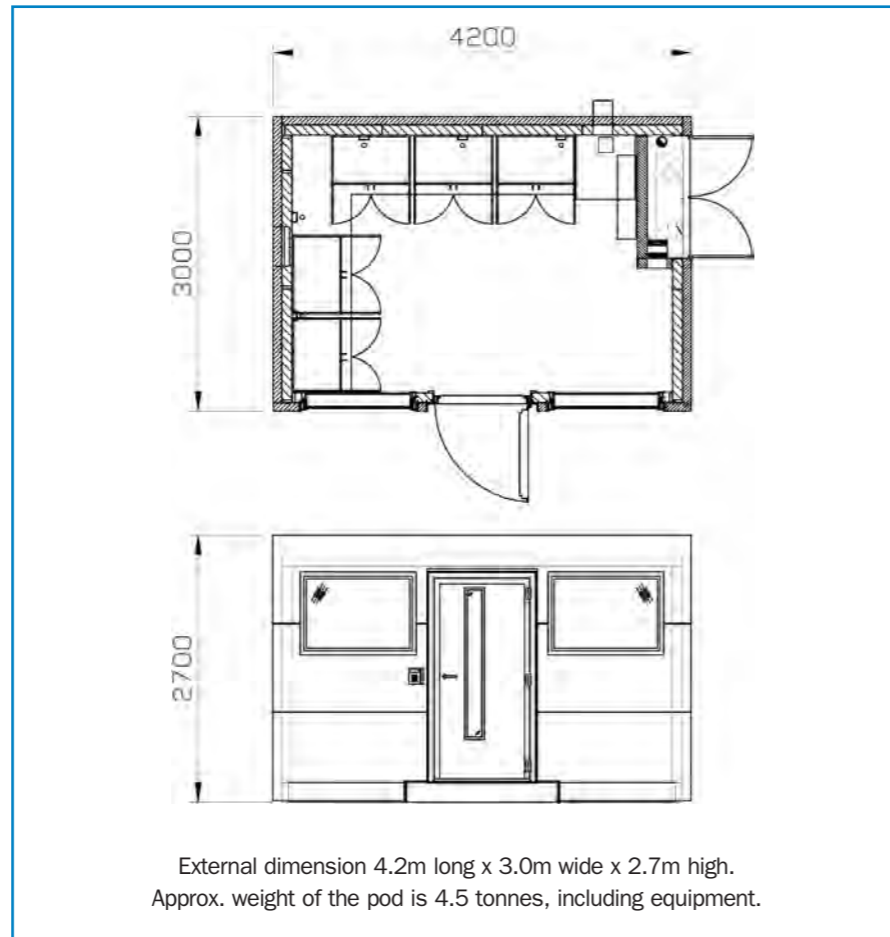 4200
3000
2700
External dimension 4.2m long x 3.0m wide x 2.7m high.
Approx. weight of the pod is 4.5 tonnes, including equipment.